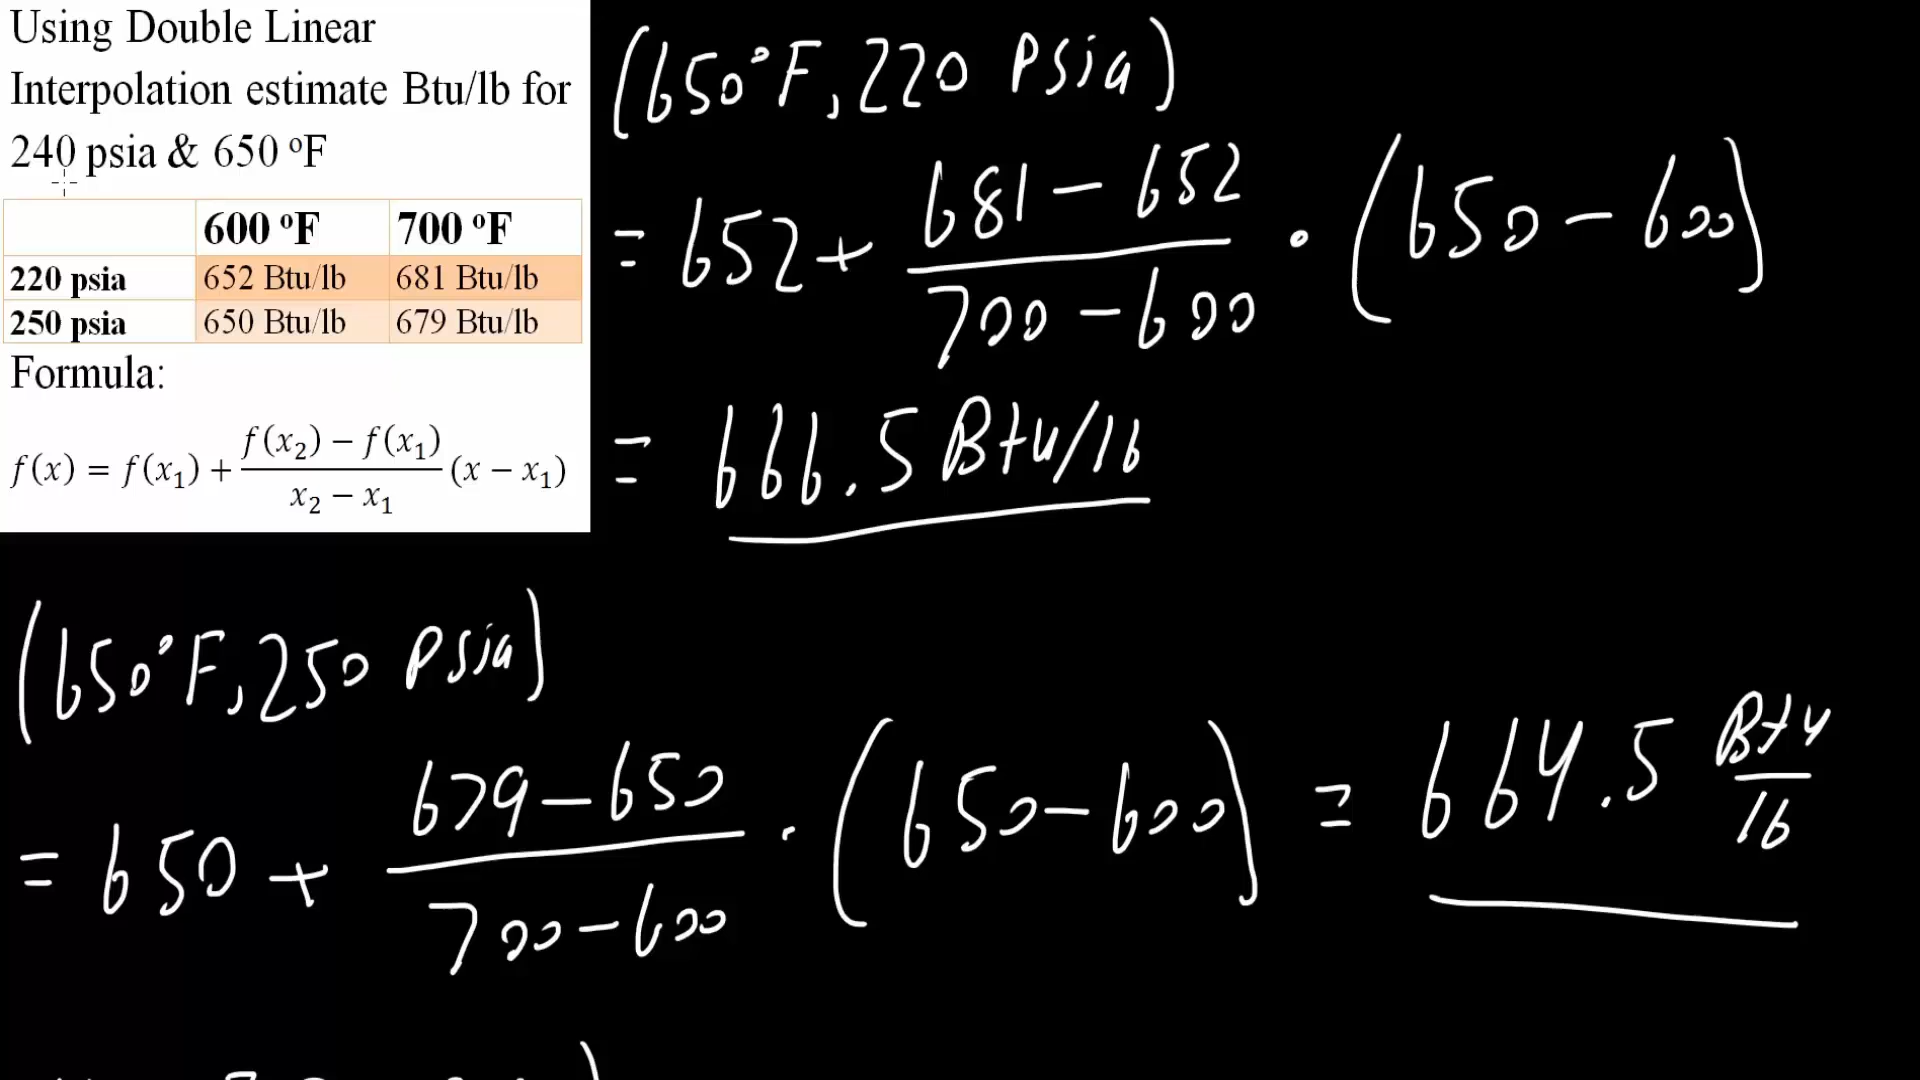 Using Double Linear
Interpolation estimate Btu/lb for
240 psia & 650 ºF
600 ºF 700 ºF
220 psia 652 Btu/lb 681 Btu/lb
250 psia 650 Btu/lb 679 Btu/lb
Formula:
f(x) = f(x₁) + (f(x₂) − f(x₁))/(x₂ − x₁) (x − x₁)
(650°F, 220 Psia)
= 652 + (681 − 652)/(700 − 600) · (650 − 600)
= 666.5 Btu/lb
(650°F, 250 Psia)
= 650 + (679 − 650)/(700 − 600) · (650 − 600) = 664.5 Btu/lb